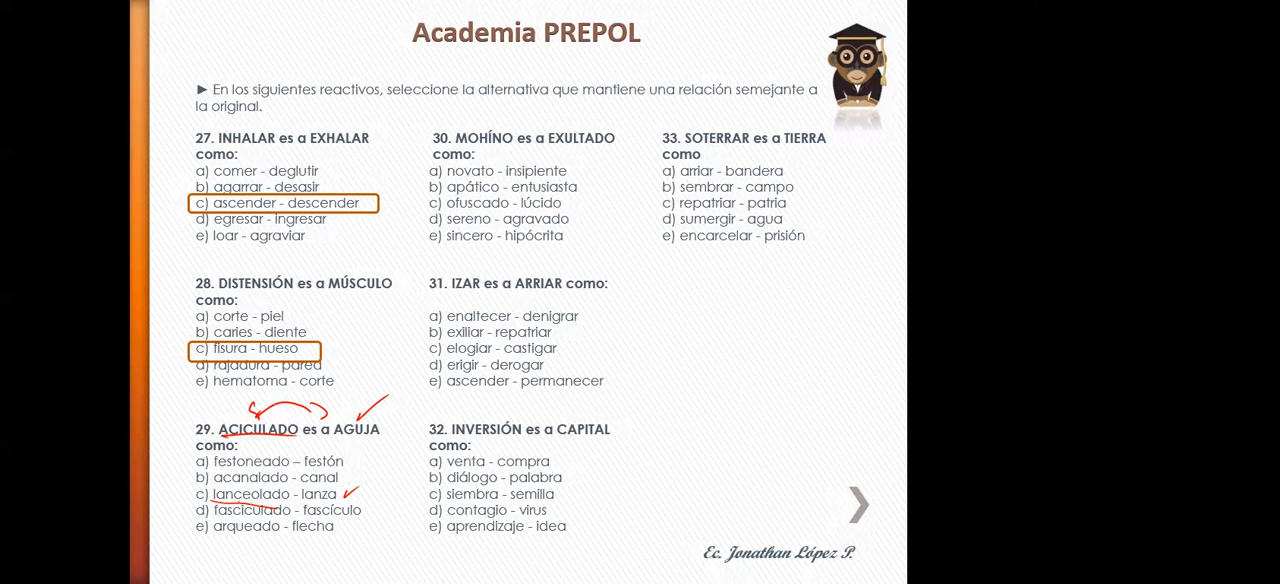 Academia PREPOL
► En los siguientes reactivos, seleccione la alternativa que mantiene una relación semejante a
la original.
27. INHALAR es a EXHALAR
como:
a) comer - deglutir
b) agarrar - desasir
c) ascender - descender
d) egresar - ingresar
e) loar - agraviar
28. DISTENSIÓN es a MÚSCULO
como:
a) corte - piel
b) caries - diente
c) fisura - hueso
d) rajadura - pared
e) hematoma - corte
29. ACICULADO es a AGUJA
como:
a) festoneado – festón
b) acanalado - canal
c) lanceolado - lanza
d) fasciculado - fascículo
e) arqueado - flecha
30. MOHÍNO es a EXULTADO
como:
a) novato - insipiente
b) apático - entusiasta
c) ofuscado - lúcido
d) sereno - agravado
e) sincero - hipócrita
31. IZAR es a ARRIAR como:
a) enaltecer - denigrar
b) exiliar - repatriar
c) elogiar - castigar
d) erigir - derogar
e) ascender - permanecer
32. INVERSIÓN es a CAPITAL
como:
a) venta - compra
b) diálogo - palabra
c) siembra - semilla
d) contagio - virus
e) aprendizaje - idea
33. SOTERRAR es a TIERRA
como
a) arriar - bandera
b) sembrar - campo
c) repatriar - patria
d) sumergir - agua
e) encarcelar - prisión
Ec. Jonathan López P.